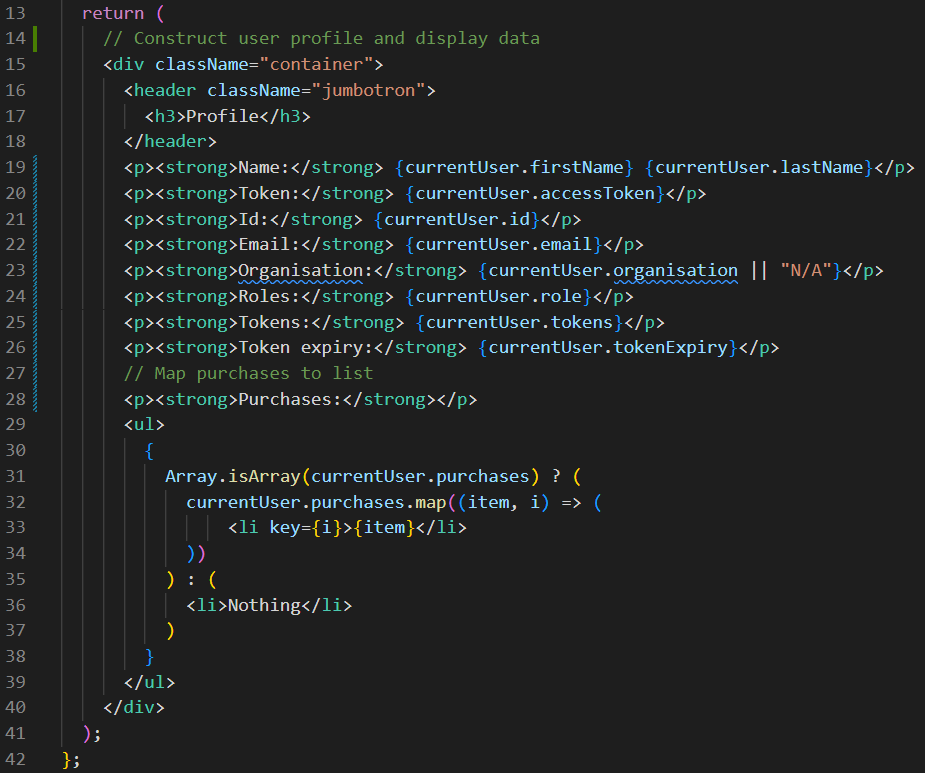 13 return (
14 // Construct user profile and display data
15 <div className="container">
16 <header className="jumbotron">
17 <h3>Profile</h3>
18 </header>
19 <p><strong>Name:</strong> {currentUser.firstName} {currentUser.lastName}</p>
20 <p><strong>Token:</strong> {currentUser.accessToken}</p>
21 <p><strong>Id:</strong> {currentUser.id}</p>
22 <p><strong>Email:</strong> {currentUser.email}</p>
23 <p><strong>Organisation:</strong> {currentUser.organisation || "N/A"}</p>
24 <p><strong>Roles:</strong> {currentUser.role}</p>
25 <p><strong>Tokens:</strong> {currentUser.tokens}</p>
26 <p><strong>Token expiry:</strong> {currentUser.tokenExpiry}</p>
27 // Map purchases to list
28 <p><strong>Purchases:</strong></p>
29 <ul>
30 {
31 Array.isArray(currentUser.purchases) ? (
32 currentUser.purchases.map((item, i) => (
33 <li key={i}>{item}</li>
34 ))
35 ) : (
36 <li>Nothing</li>
37 )
38 }
39 </ul>
40 </div>
41 );
42 };